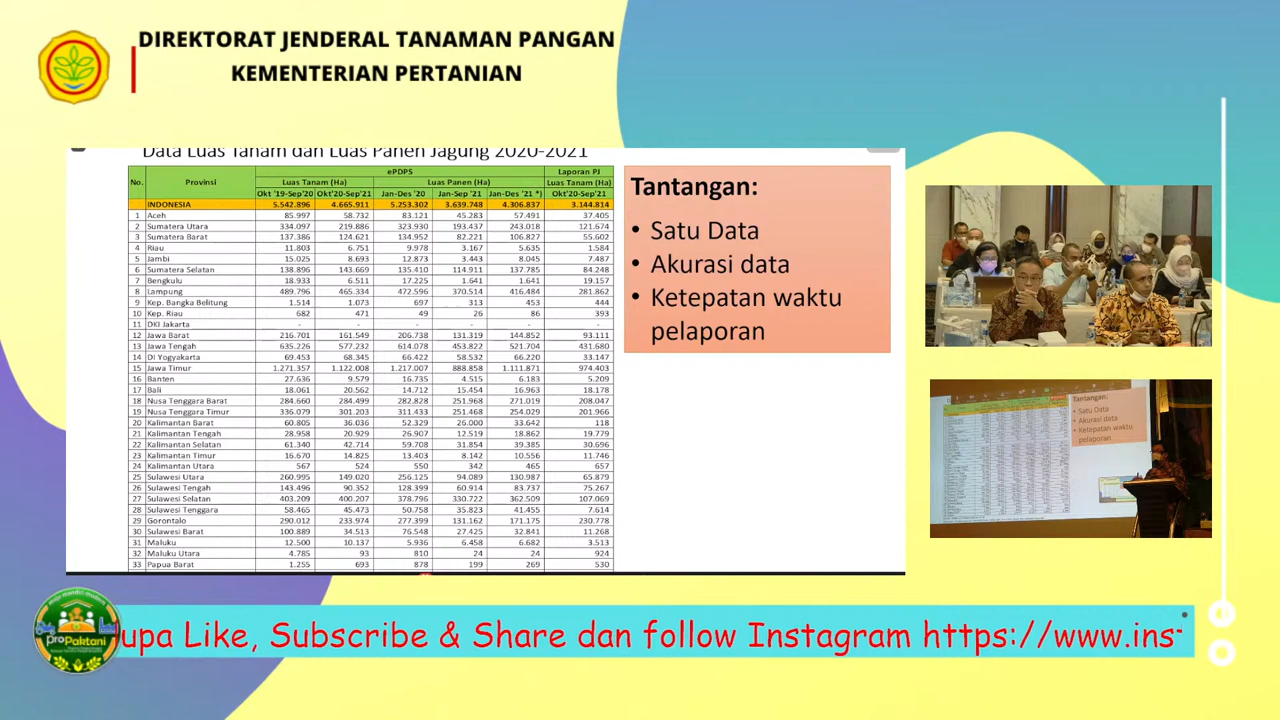 DIREKTORAT JENDERAL TANAMAN PANGAN
KEMENTERIAN PERTANIAN
Data Luas Tanam dan Luas Panen Jagung 2020-2021
No. Provinsi ePDPS Laporan PJ
Luas Tanam (Ha) Luas Panen (Ha) Luas Tanam (Ha)
Okt '19-Sep'20 Okt'20-Sep'21 Jan-Des '20 Jan-Sep '21 Jan-Des '21 *) Okt'20-Sep'21
INDONESIA 5.542.896 4.665.911 5.253.302 3.639.748 4.306.837 3.144.814
1 Aceh 85.997 58.732 83.121 45.283 57.491 37.405
2 Sumatera Utara 334.097 219.886 323.930 193.437 243.018 121.674
3 Sumatera Barat 137.386 124.621 134.952 82.221 106.827 55.602
4 Riau 11.803 6.751 9.978 3.167 5.635 1.584
5 Jambi 15.025 8.693 12.873 3.443 8.045 7.487
6 Sumatera Selatan 138.896 143.669 135.410 114.911 137.785 84.248
7 Bengkulu 18.933 6.511 17.225 1.641 1.641 19.157
8 Lampung 489.796 465.334 472.596 370.514 416.484 281.862
9 Kep. Bangka Belitung 1.514 1.073 697 313 453 444
10 Kep. Riau 682 471 49 26 86 393
11 DKI Jakarta - - - - - -
12 Jawa Barat 216.701 161.549 206.738 131.319 144.852 93.111
13 Jawa Tengah 635.226 577.232 614.078 453.822 521.704 431.680
14 DI Yogyakarta 69.453 68.345 66.422 58.532 66.220 33.147
15 Jawa Timur 1.271.357 1.122.008 1.217.007 888.858 1.111.871 974.403
16 Banten 27.636 9.579 16.735 4.515 6.183 5.209
17 Bali 18.061 20.562 14.712 15.454 16.963 18.178
18 Nusa Tenggara Barat 284.660 284.499 282.828 251.968 271.019 208.047
19 Nusa Tenggara Timur 336.079 301.203 311.433 251.468 254.029 201.966
20 Kalimantan Barat 60.805 36.036 52.329 26.000 33.642 118
21 Kalimantan Tengah 28.958 20.929 26.907 12.519 18.862 19.779
22 Kalimantan Selatan 61.340 42.714 59.708 31.854 39.385 30.696
23 Kalimantan Timur 16.670 14.825 13.403 8.142 10.556 11.746
24 Kalimantan Utara 567 524 550 342 465 657
25 Sulawesi Utara 260.995 149.020 256.125 94.089 130.987 65.879
26 Sulawesi Tengah 143.496 90.352 128.399 60.914 83.737 75.267
27 Sulawesi Selatan 403.209 400.207 378.796 330.722 362.509 107.069
28 Sulawesi Tenggara 58.465 45.473 50.758 35.823 41.455 7.614
29 Gorontalo 290.012 233.974 277.399 131.162 171.175 230.778
30 Sulawesi Barat 100.889 34.513 76.548 27.425 32.841 11.268
31 Maluku 12.500 10.137 5.936 6.458 6.682 3.513
32 Maluku Utara 4.785 93 810 24 24 924
33 Papua Barat 1.255 693 878 199 269 530
Tantangan:
• Satu Data
• Akurasi data
• Ketepatan waktu
pelaporan
Tantangan:
• Satu Data
• Akurasi data
• Ketepatan waktu
pelaporan
proPaktani
upa Like, Subscribe & Share dan follow Instagram https://www.ins